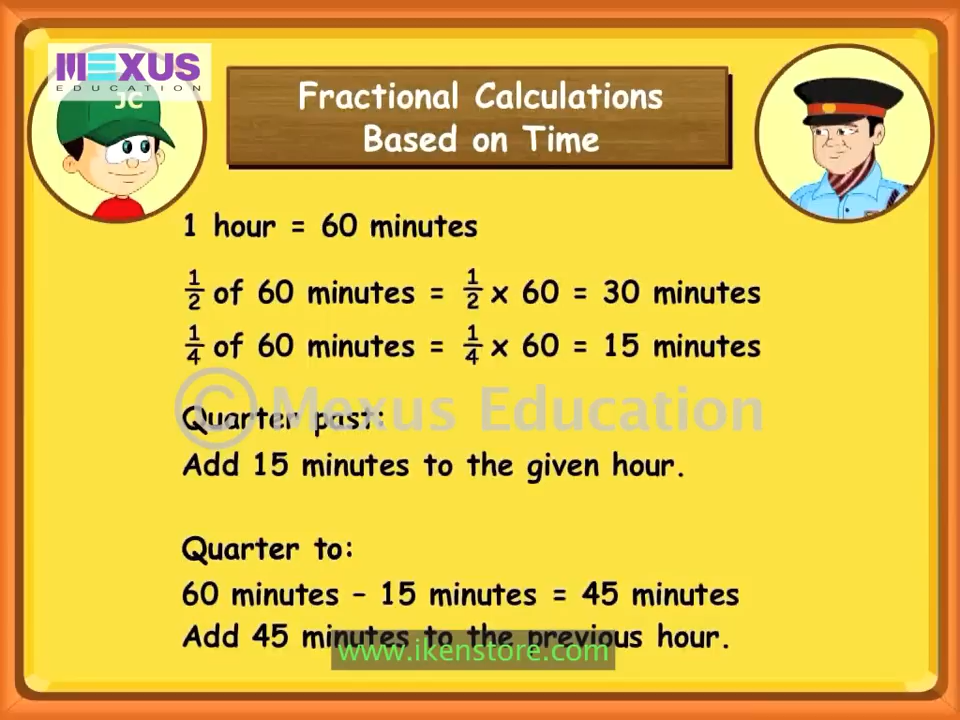 MEXUS
EDUCATION
JC
Fractional Calculations
Based on Time
1 hour = 60 minutes
1/2 of 60 minutes = 1/2 x 60 = 30 minutes
1/4 of 60 minutes = 1/4 x 60 = 15 minutes
© Mexus Education
Quarter past:
Add 15 minutes to the given hour.
Quarter to:
60 minutes – 15 minutes = 45 minutes
Add 45 minutes to the previous hour.
www.ikenstore.com